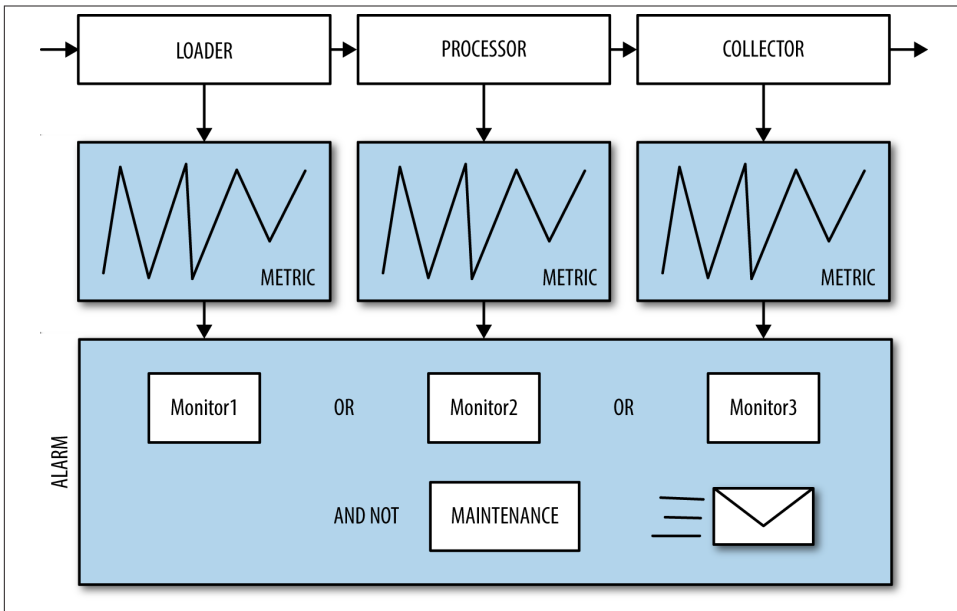 LOADER
PROCESSOR
COLLECTOR
METRIC
METRIC
METRIC
ALARM
Monitor1 OR Monitor2 OR Monitor3
AND NOT MAINTENANCE